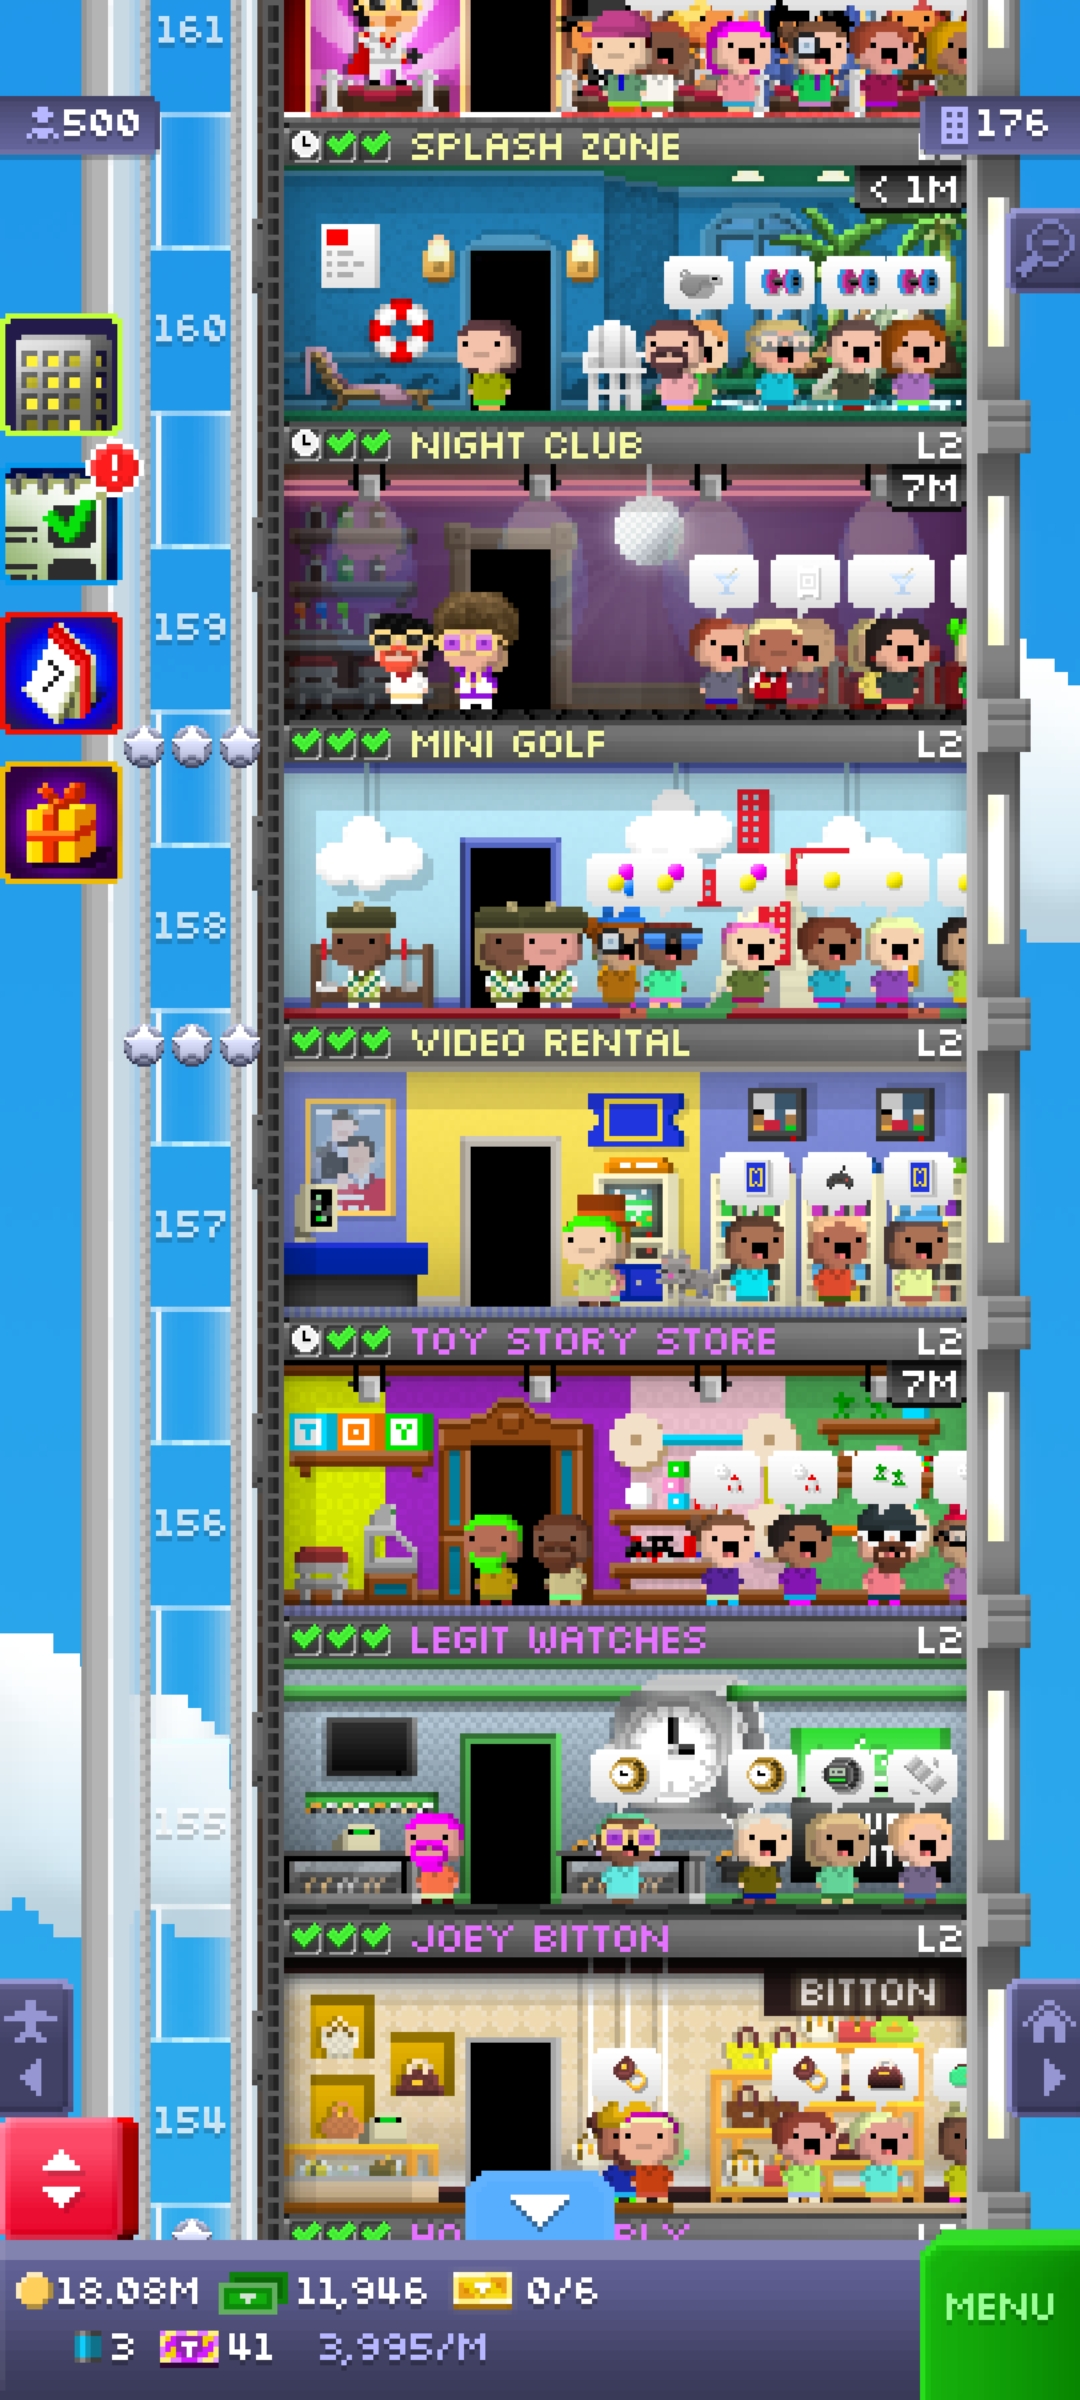 161
500
176
SPLASH ZONE
< 1M
160
NIGHT CLUB L2
7M
159
MINI GOLF L2
158
VIDEO RENTAL L2
157
TOY STORY STORE L2
7M
TOY
156
LEGIT WATCHES L2
155
JOEY BITTON L2
BITTON
154
18.08M 11,946 0/6
MENU
3 41 3,995/M